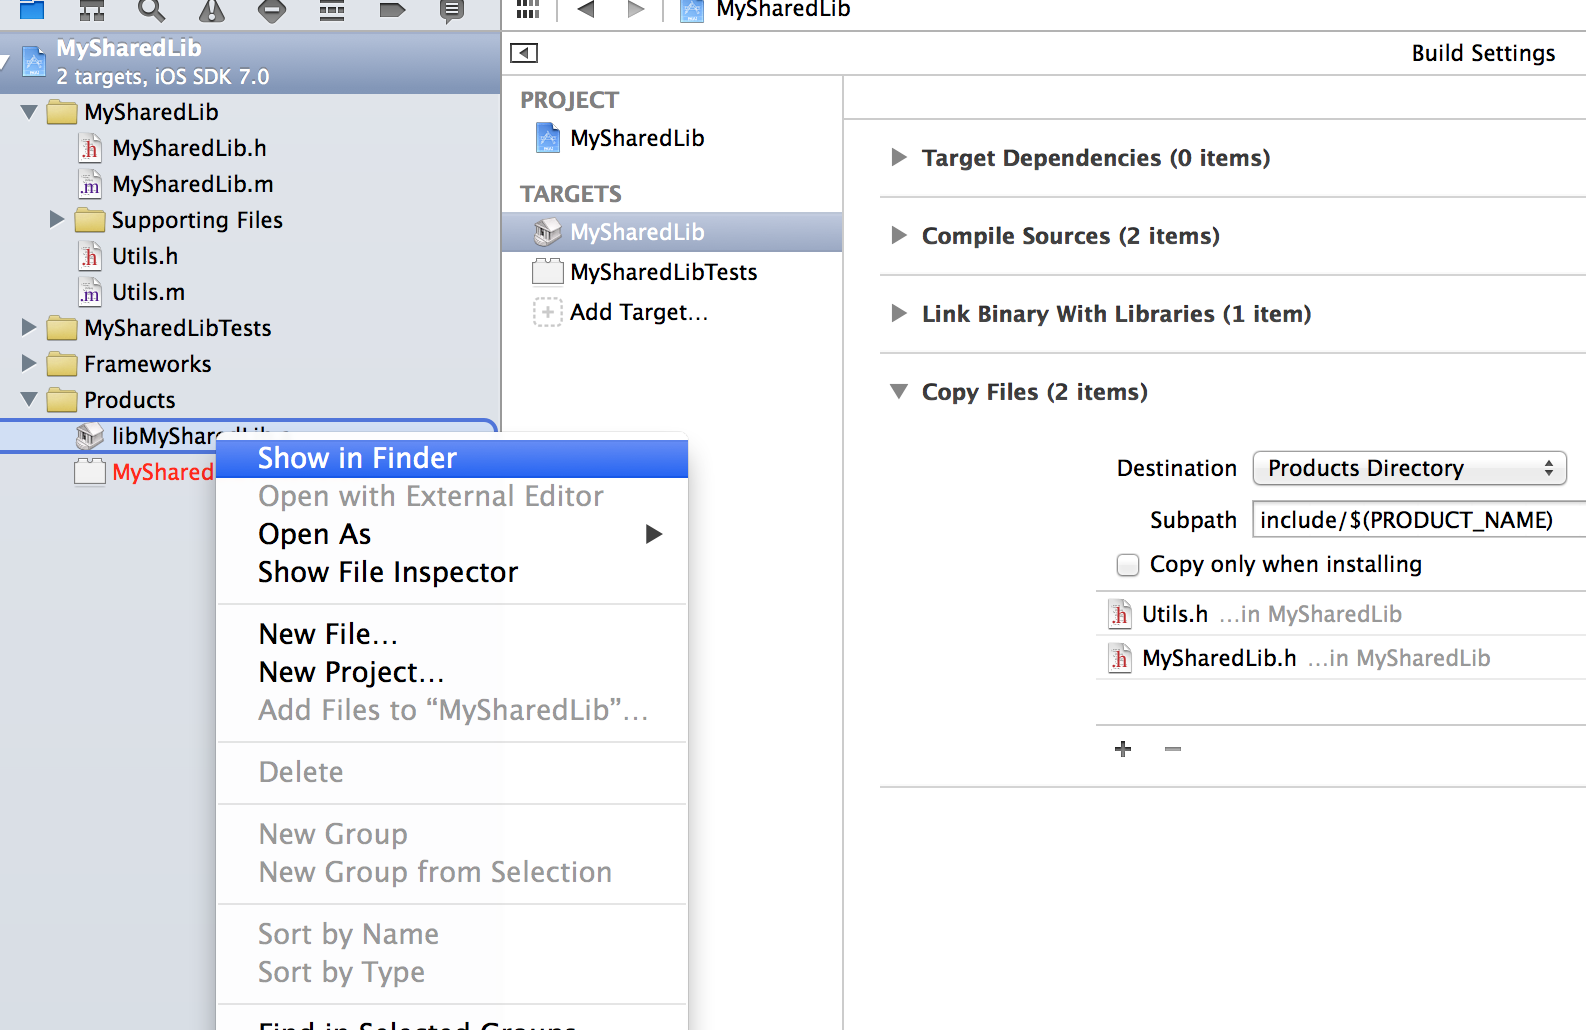 MySharedLib
2 targets, iOS SDK 7.0
MySharedLib
MySharedLib.h
MySharedLib.m
Supporting Files
Utils.h
Utils.m
MySharedLibTests
Frameworks
Products
MyShared
Show in Finder
Open with External Editor
Open As
Show File Inspector
New File...
New Project...
Add Files to “MySharedLib”...
Delete
New Group
New Group from Selection
Sort by Name
Sort by Type
Find in Selected Groups...
MySharedLib
Build Settings
PROJECT
MySharedLib
TARGETS
MySharedLib
MySharedLibTests
Add Target...
Target Dependencies (0 items)
Compile Sources (2 items)
Link Binary With Libraries (1 item)
Copy Files (2 items)
Destination Products Directory
Subpath include/$(PRODUCT_NAME)
Copy only when installing
Utils.h ...in MySharedLib
MySharedLib.h ...in MySharedLib